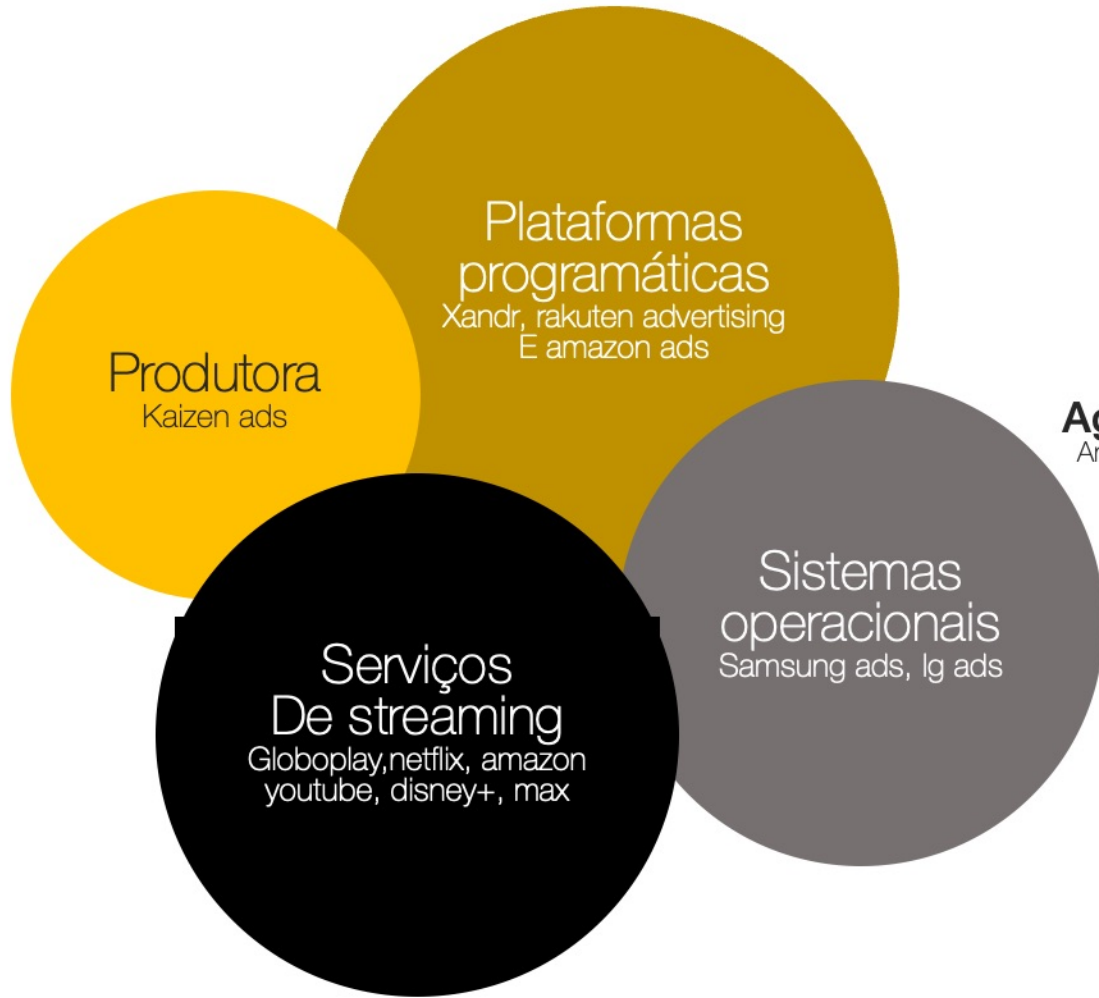 Plataformas
programáticas
Xandr, rakuten advertising
E amazon ads
Produtora
Kaizen ads
Sistemas
operacionais
Samsung ads, lg ads
Serviços
De streaming
Globoplay,netflix, amazon
youtube, disney+, max